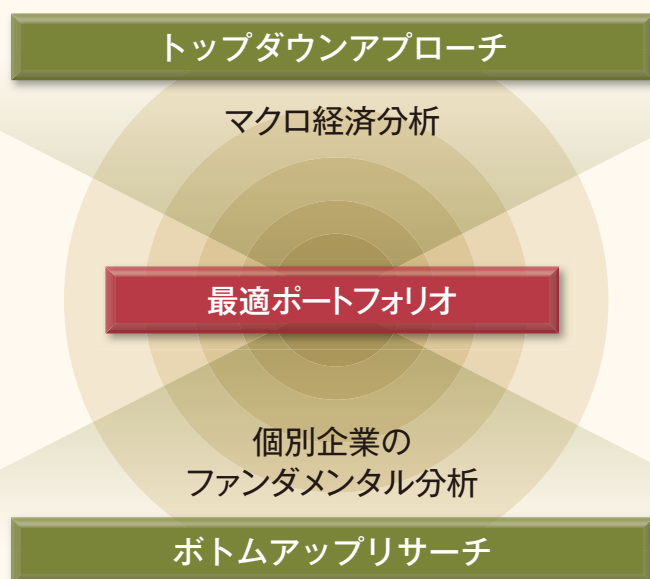 トップダウンアプローチ
マクロ経済分析
最適ポートフォリオ
個別企業の
ファンダメンタル分析
ボトムアップリサーチ